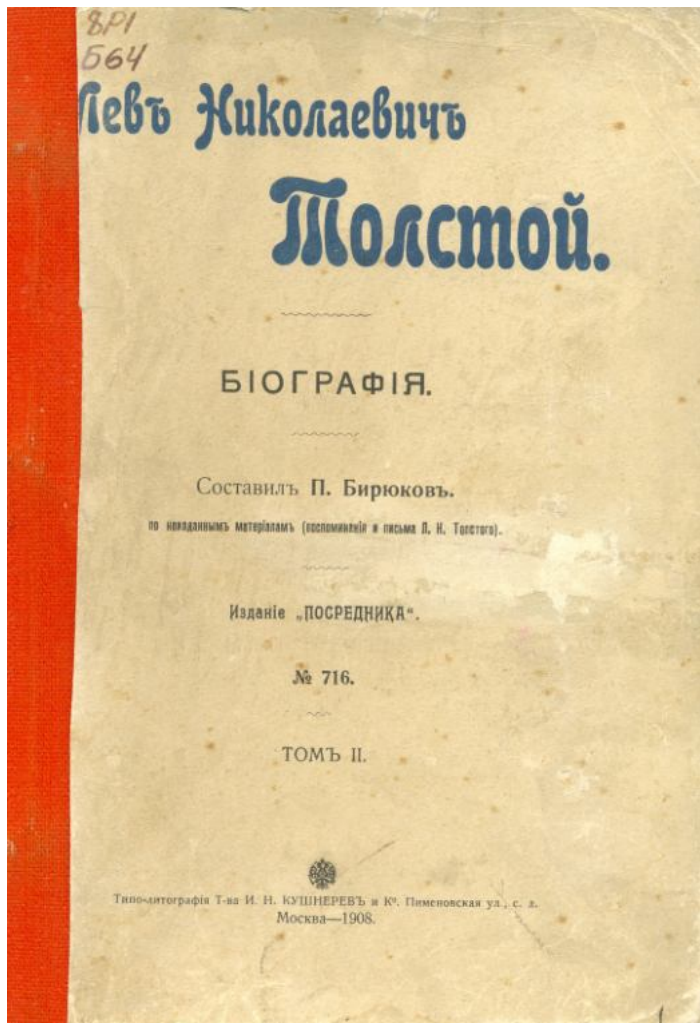 8Р1
Б64
Левъ Николаевичъ
Толстой.
БІОГРАФІЯ.
Составилъ П. Бирюковъ.
по неизданнымъ матеріаламъ (воспоминанія и письма Л. Н. Толстого).
Изданіе „ПОСРЕДНИКА“.
№ 716.
ТОМЪ II.
Типо-литографія Т-ва И. Н. КУШНЕРЕВЪ и Кº. Пименовская ул., с. д.
Москва—1908.